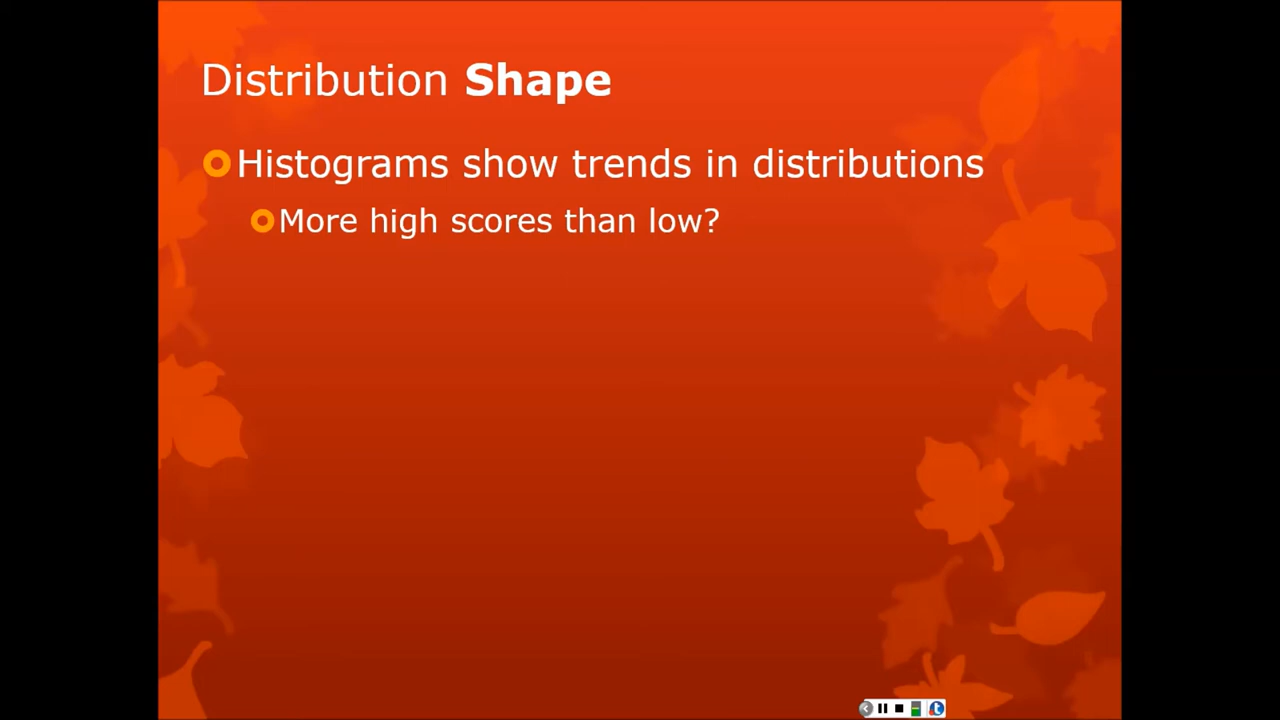 Distribution Shape
Histograms show trends in distributions
More high scores than low?